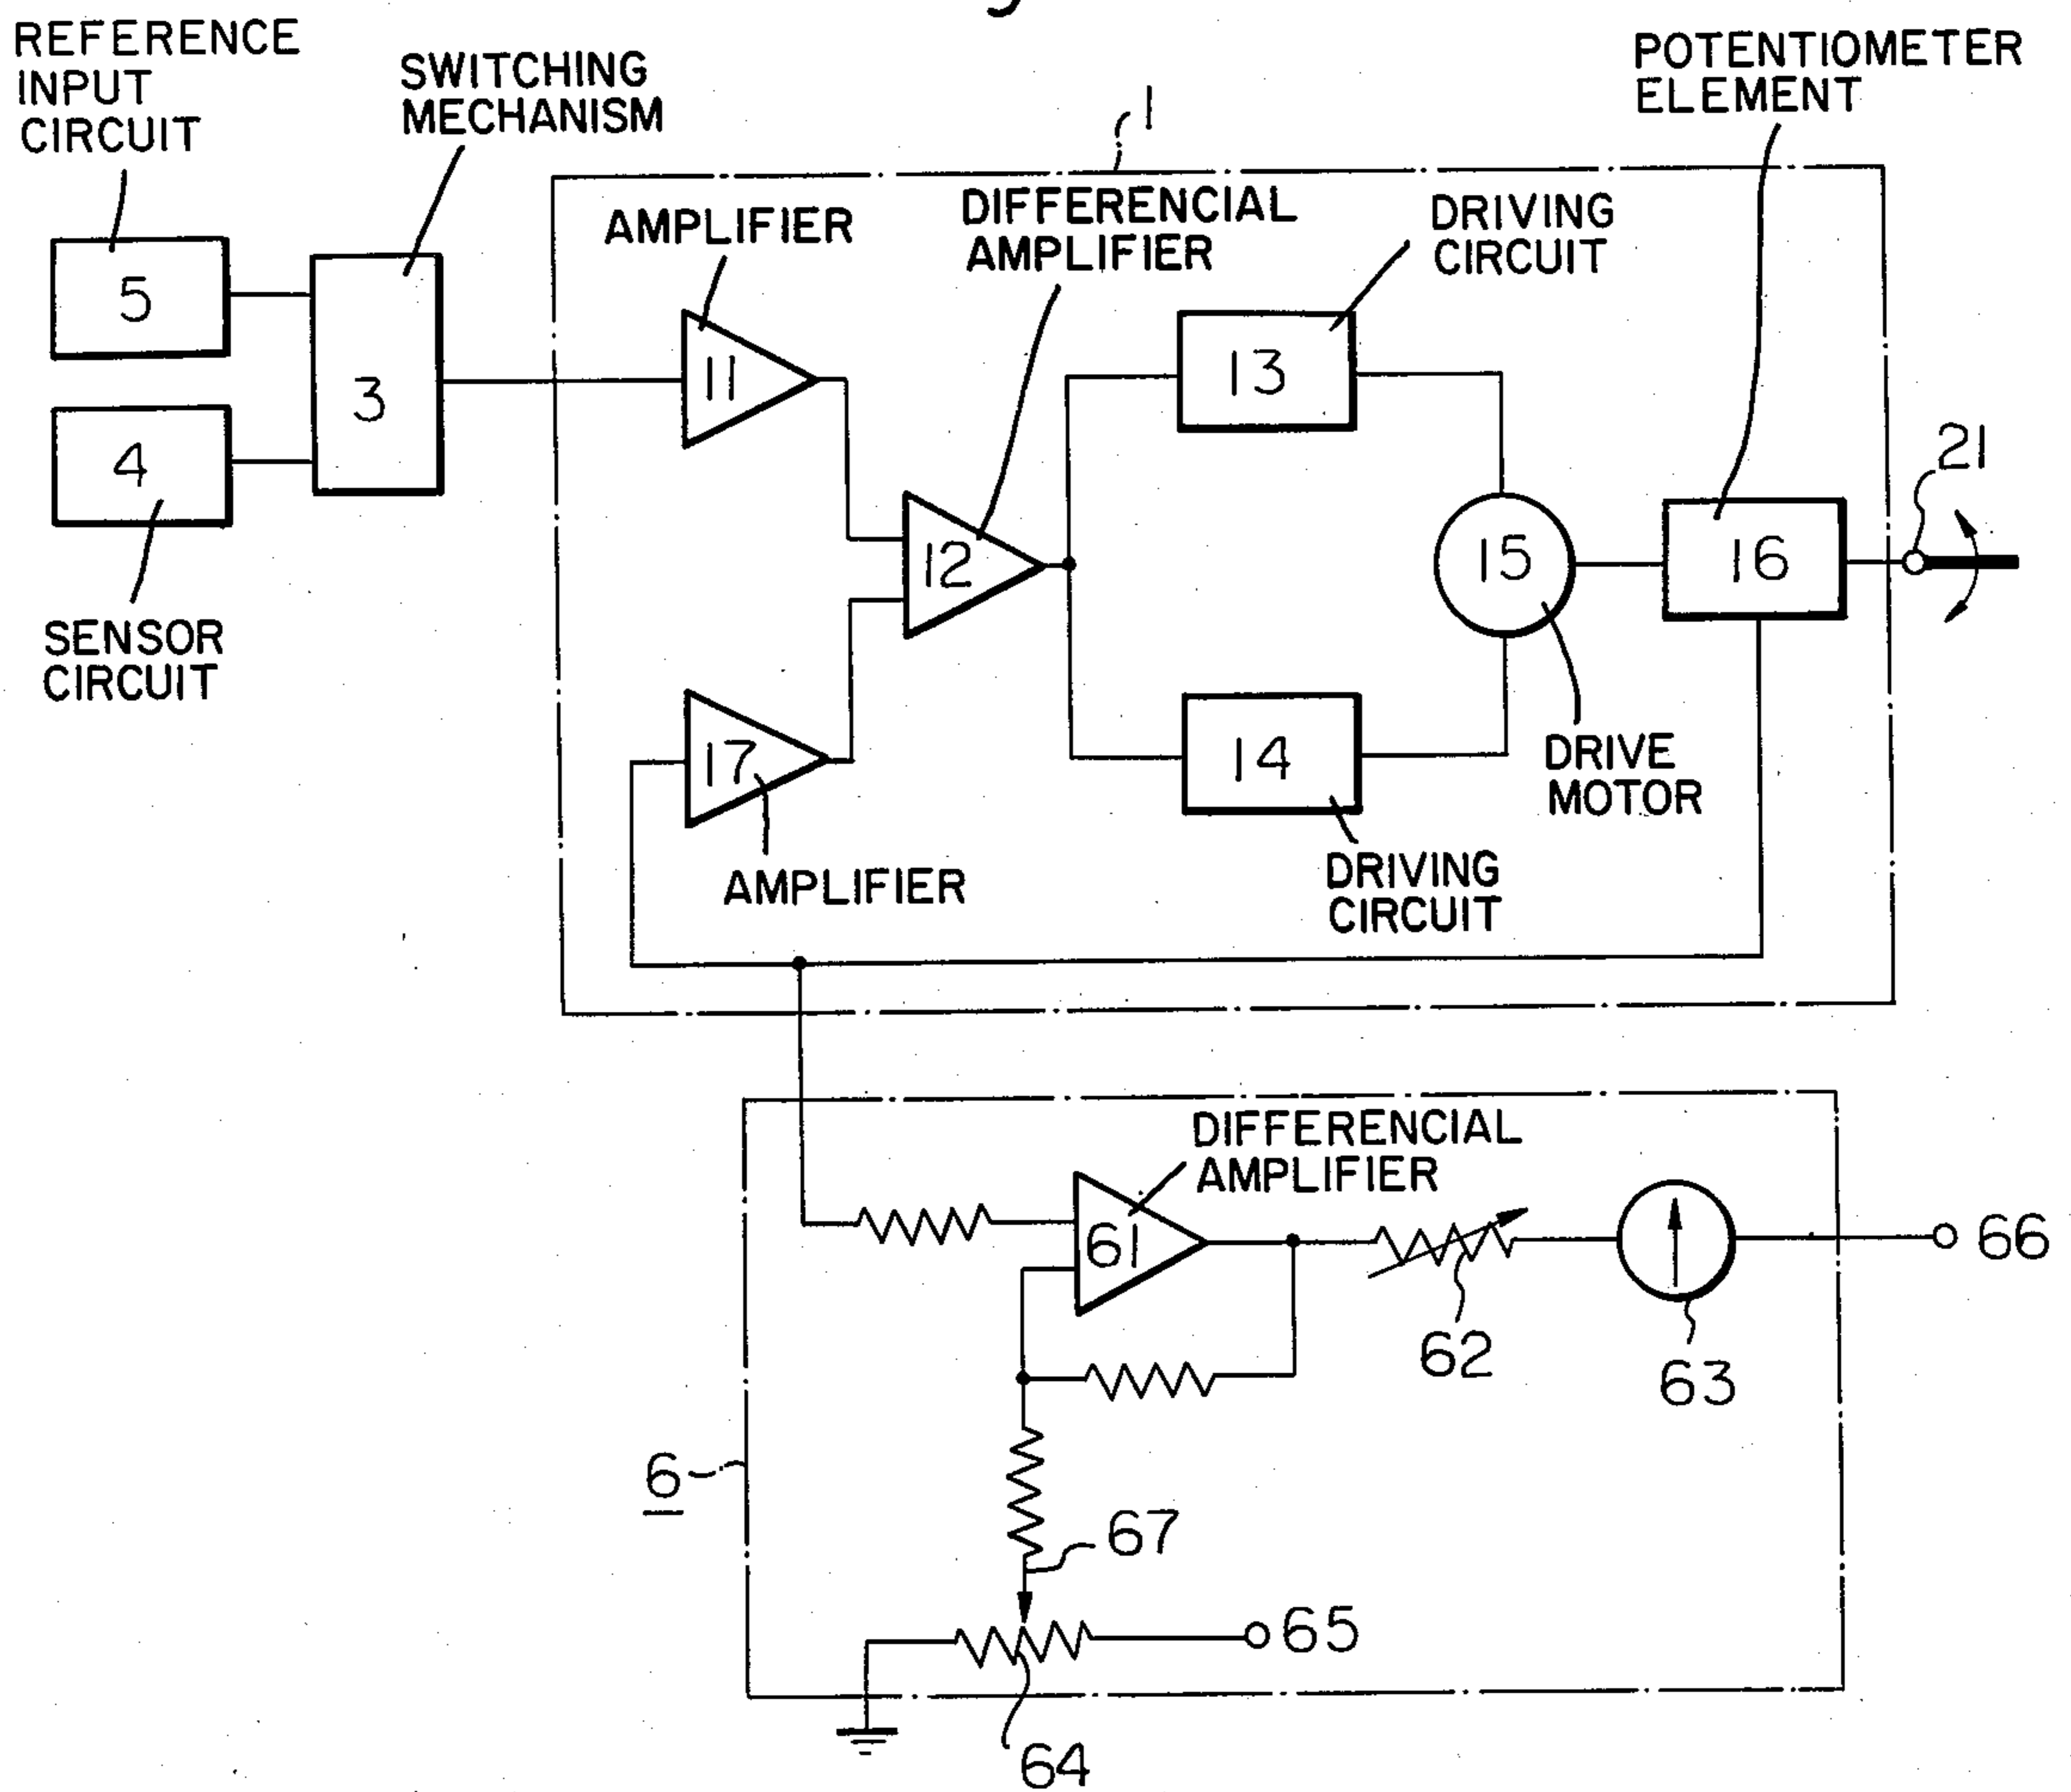 REFERENCE
INPUT
CIRCUIT
SWITCHING
MECHANISM
POTENTIOMETER
ELEMENT
1
AMPLIFIER
DIFFERENCIAL
AMPLIFIER
DRIVING
CIRCUIT
5
3
4
11
13
21
12
15
16
SENSOR
CIRCUIT
17
14
DRIVE
MOTOR
AMPLIFIER
DRIVING
CIRCUIT
DIFFERENCIAL
AMPLIFIER
61
66
62
63
6
67
65
64